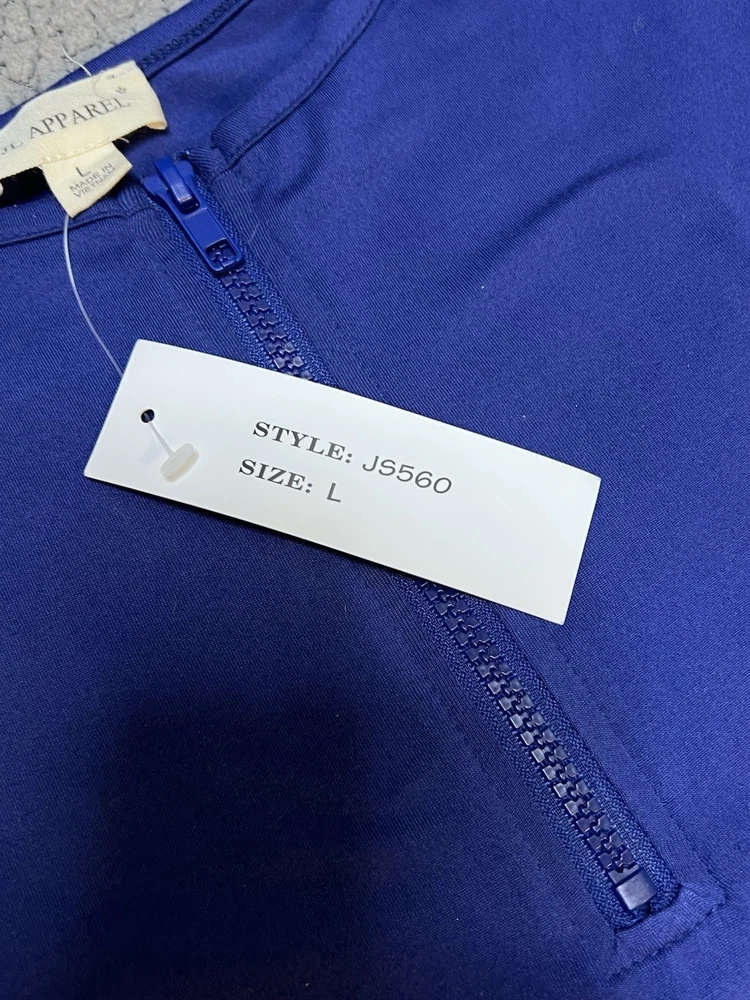 APPAREL
L
MADE IN
VIETNAM
STYLE: JS560
SIZE: L